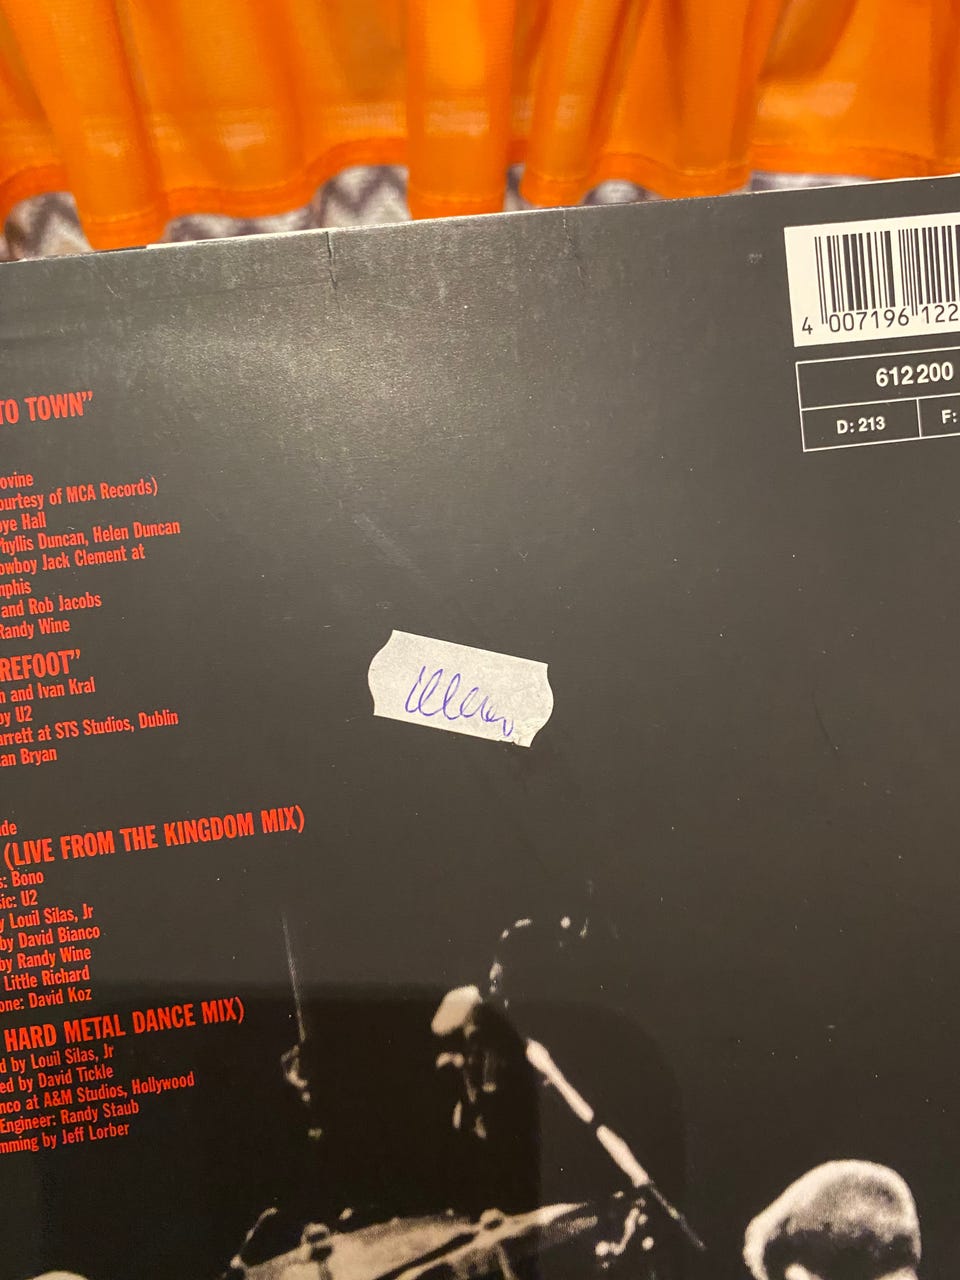 TO TOWN”
ovine
ourtesy of MCA Records)
oye Hall
hyllis Duncan, Helen Duncan
owboy Jack Clement at
mphis
and Rob Jacobs
Randy Wine
REFOOT”
n and Ivan Kral
by U2
arrett at STS Studios, Dublin
an Bryan
ide
(LIVE FROM THE KINGDOM MIX)
s: Bono
sic: U2
y Louil Silas, Jr
by David Bianco
by Randy Wine
Little Richard
one: David Koz
HARD METAL DANCE MIX)
d by Louil Silas, Jr
ed by David Tickle
nco at A&M Studios, Hollywood
Engineer: Randy Staub
mming by Jeff Lorber
4 007196 122
612 200
D: 213
F: